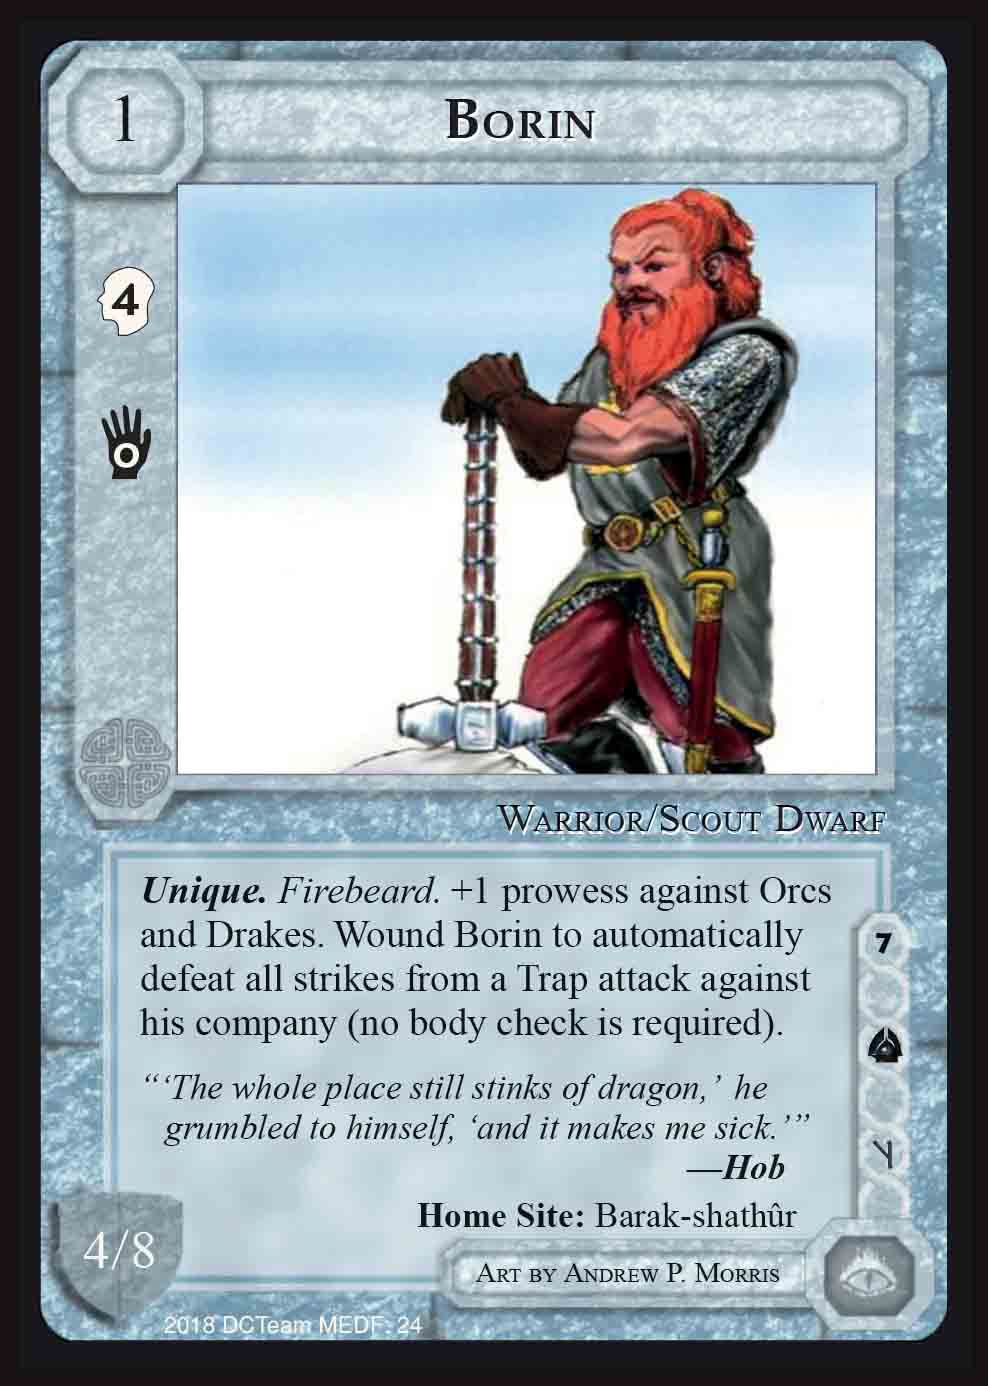 1
Borin
4
0
Warrior/Scout Dwarf
Unique. Firebeard. +1 prowess against Orcs
and Drakes. Wound Borin to automatically
defeat all strikes from a Trap attack against
his company (no body check is required).
“‘The whole place still stinks of dragon,’ he
grumbled to himself, ‘and it makes me sick.’”
—Hob
Home Site: Barak-shathûr
7
4/8
Art by Andrew P. Morris
2018 DCTeam MEDF: 24